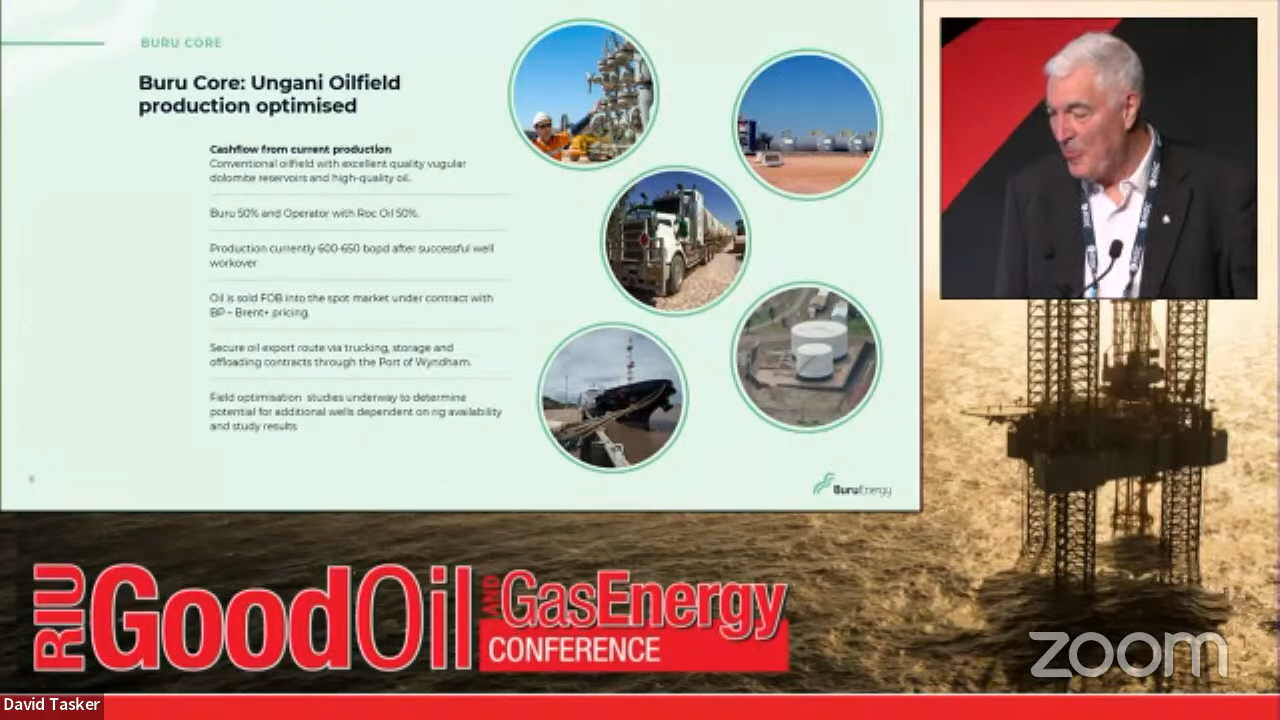 BURU CORE
Buru Core: Ungani Oilfield
production optimised
Cashflow from current production
Conventional oilfield with excellent quality vugular
dolomite reservoirs and high-quality oil.
Buru 50% and Operator with Roc Oil 50%.
Production currently 600-650 bopd after successful well
workover
Oil is sold FOB into the spot market under contract with
BP – Brent+ pricing.
Secure oil export route via trucking, storage and
offloading contracts through the Port of Wyndham.
Field optimisation studies underway to determine
potential for additional wells dependent on rig availability
and study results
BuruEnergy
RIU
GoodOil
AND
GasEnergy
CONFERENCE
zoom
David Tasker